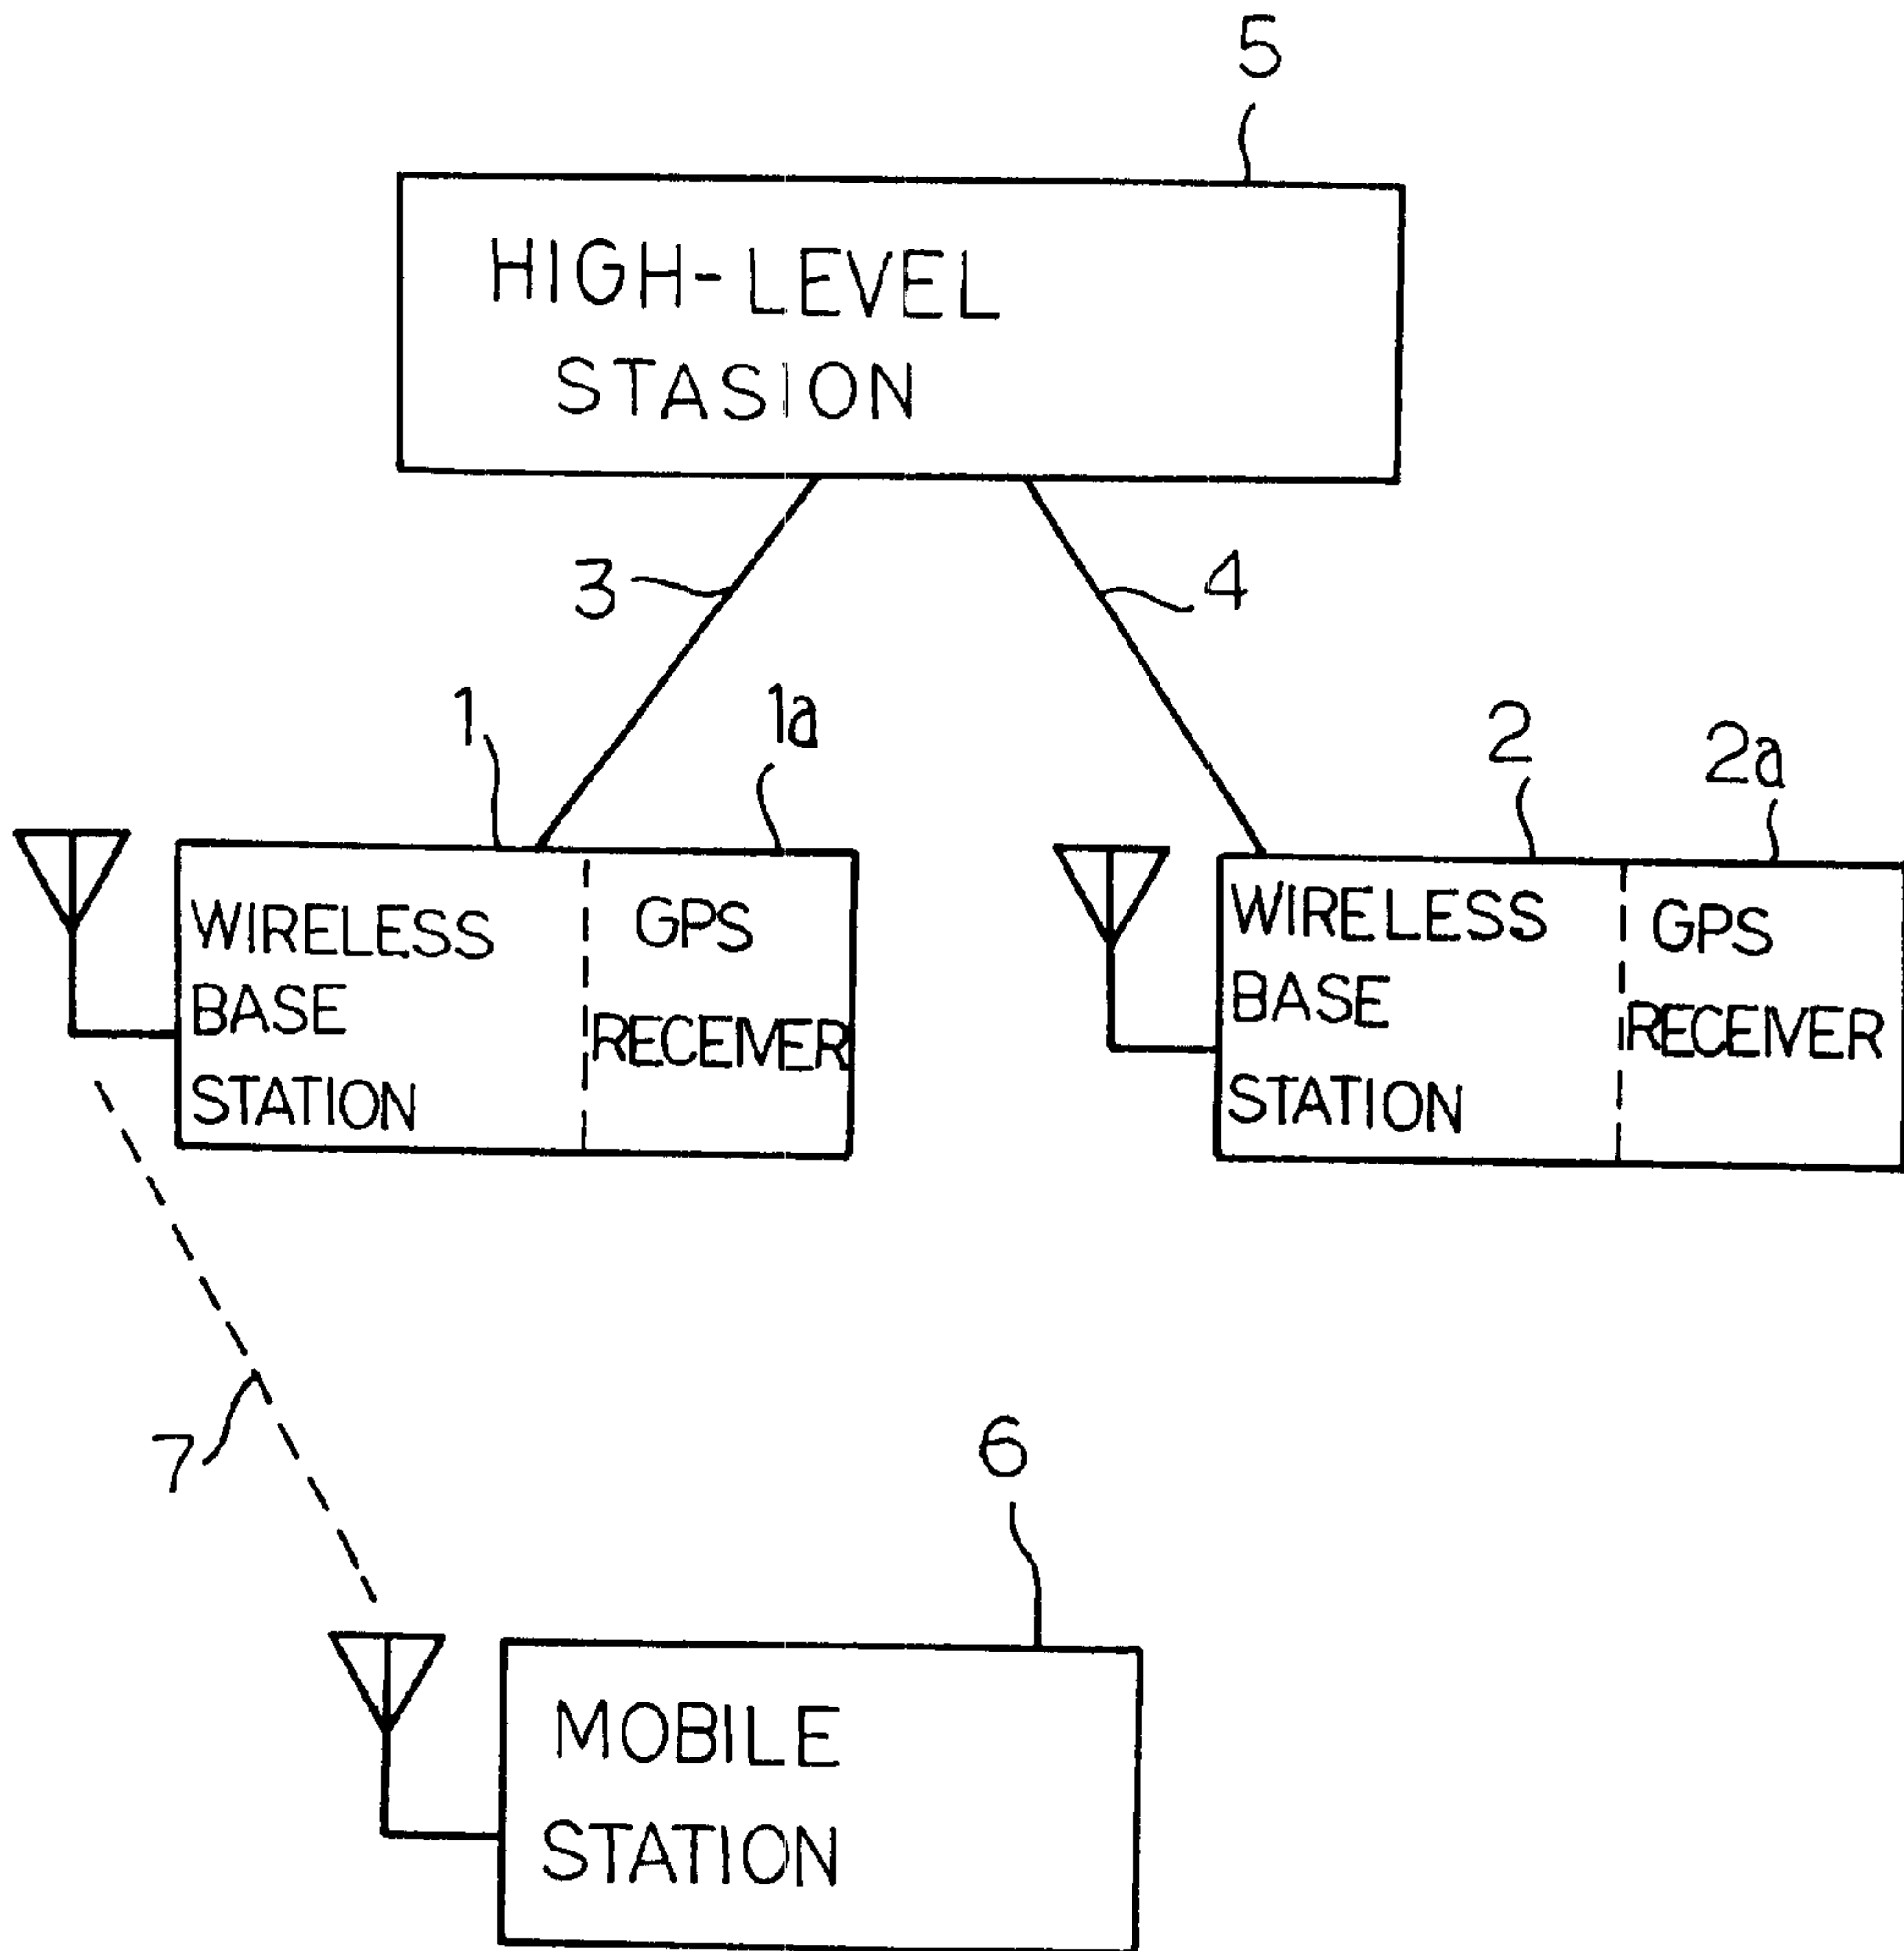 5
HIGH-LEVEL
STASION
3
4
1
1a
2
2a
WIRELESS
BASE
STATION
GPS
RECEIVER
WIRELESS
BASE
STATION
GPS
RECEIVER
7
6
MOBILE
STATION